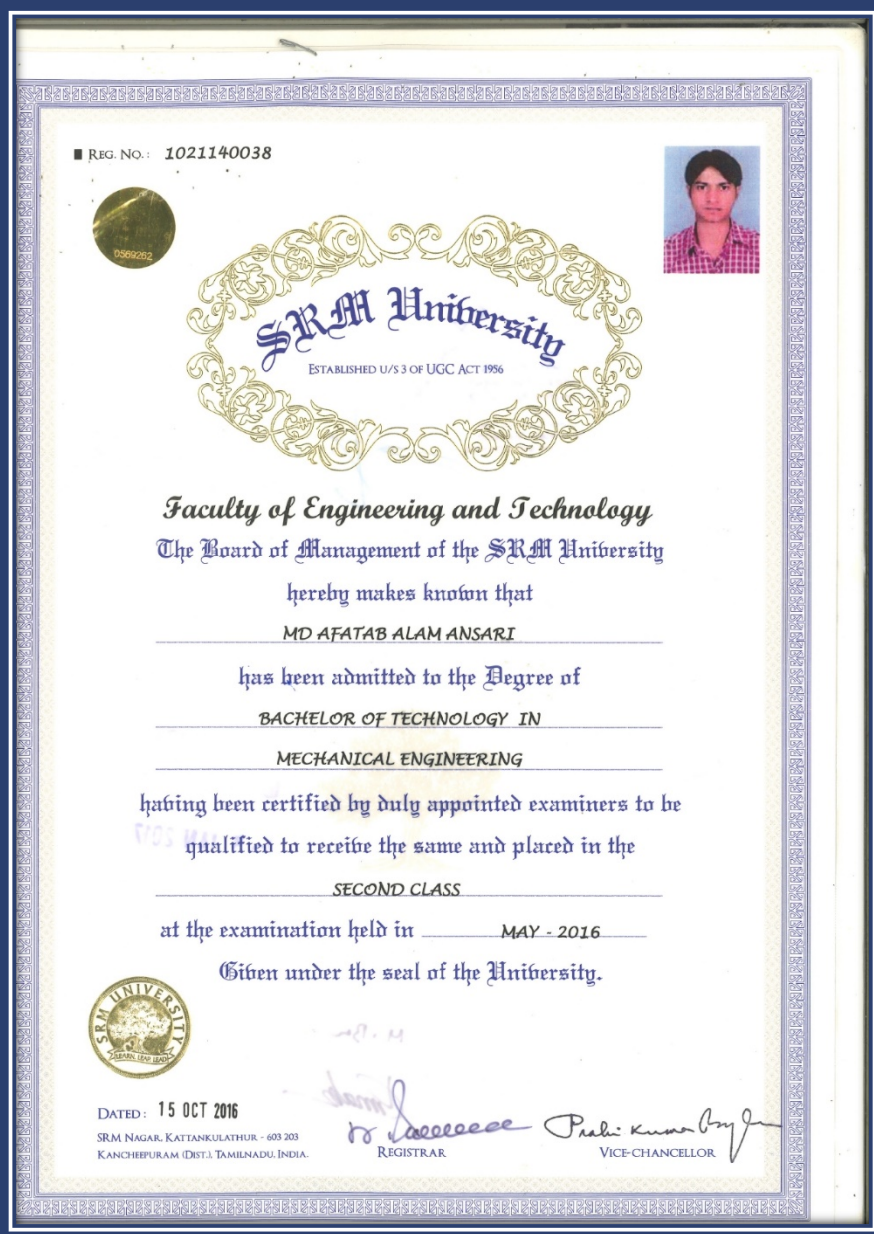 REG. NO.: 1021140038
0569262
SRM University
ESTABLISHED U/S 3 OF UGC ACT 1956
Faculty of Engineering and Technology
The Board of Management of the SRM University
hereby makes known that
MD AFATAB ALAM ANSARI
has been admitted to the Degree of
BACHELOR OF TECHNOLOGY IN
MECHANICAL ENGINEERING
having been certified by duly appointed examiners to be
qualified to receive the same and placed in the
SECOND CLASS
at the examination held in MAY - 2016
Given under the seal of the University.
SRM UNIVERSITY
LEARN LEAP LEAD
DATED: 15 OCT 2016
SRM NAGAR, KATTANKULATHUR - 603 203
KANCHEEPURAM (DIST.), TAMILNADU, INDIA.
REGISTRAR
VICE-CHANCELLOR